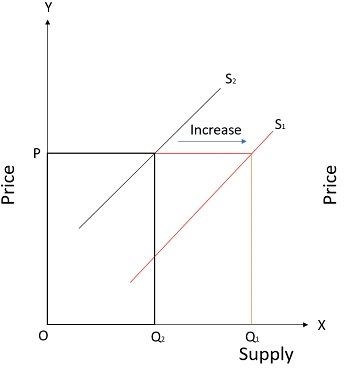 Y
S₂
S₁
Increase
P
Price
Price
O
Q₂
Q₁
X
Supply